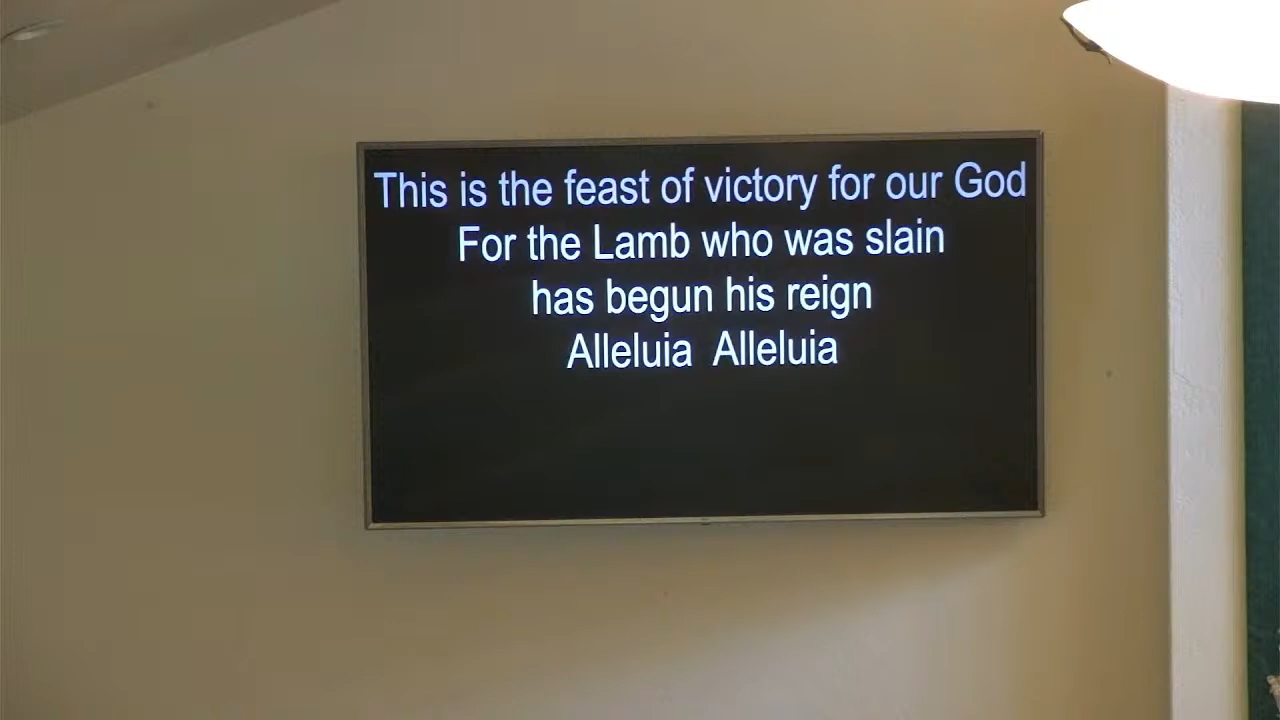 This is the feast of victory for our God
For the Lamb who was slain
has begun his reign
Alleluia  Alleluia